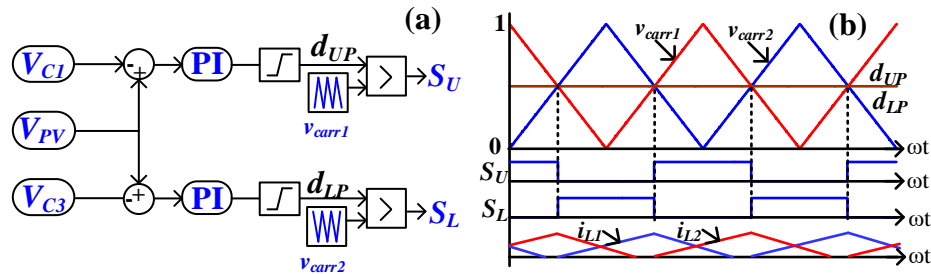 (a)
V_C1
-
+
PI
d_UP
>
S_U
v_carr1
V_PV
V_C3
-
+
PI
d_LP
>
S_L
v_carr2
(b)
1
v_carr1
v_carr2
d_UP
d_LP
0
ωt
S_U
ωt
S_L
ωt
i_L1
i_L2
ωt